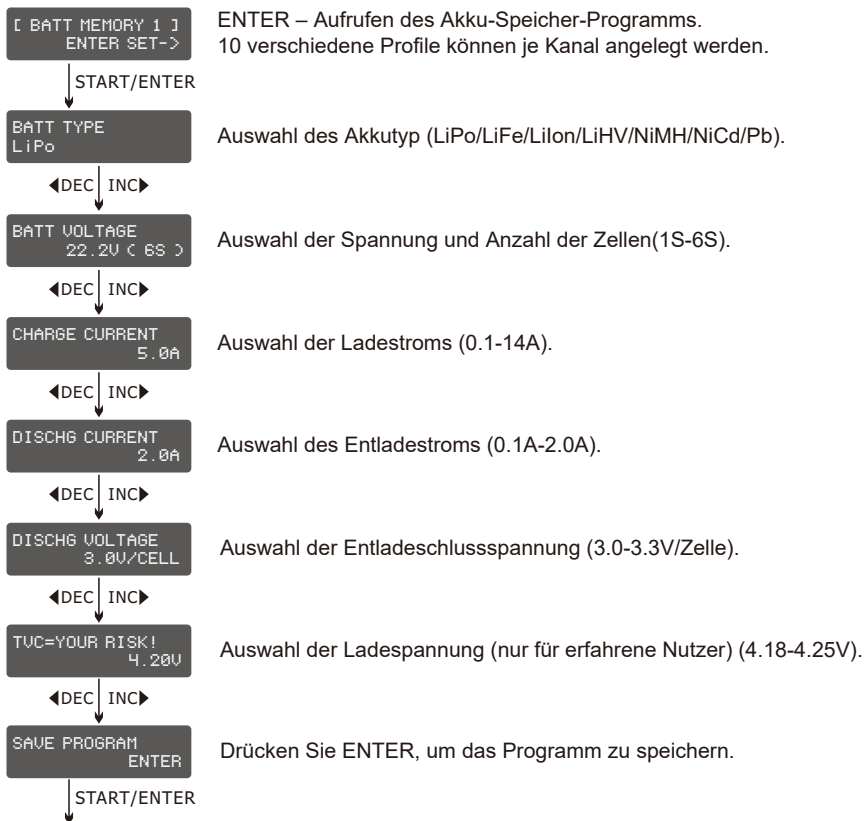 [ BATT MEMORY 1 ]
ENTER SET->
ENTER – Aufrufen des Akku-Speicher-Programms.
10 verschiedene Profile können je Kanal angelegt werden.
START/ENTER
BATT TYPE
LiPo
Auswahl des Akkutyp (LiPo/LiFe/LiIon/LiHV/NiMH/NiCd/Pb).
◀DEC INC▶
BATT VOLTAGE
22.2V ( 6S )
Auswahl der Spannung und Anzahl der Zellen(1S-6S).
◀DEC INC▶
CHARGE CURRENT
5.0A
Auswahl der Ladestroms (0.1-14A).
◀DEC INC▶
DISCHG CURRENT
2.0A
Auswahl des Entladestroms (0.1A-2.0A).
◀DEC INC▶
DISCHG VOLTAGE
3.0V/CELL
Auswahl der Entladeschlussspannung (3.0-3.3V/Zelle).
◀DEC INC▶
TVC=YOUR RISK!
4.20V
Auswahl der Ladespannung (nur für erfahrene Nutzer) (4.18-4.25V).
◀DEC INC▶
SAVE PROGRAM
ENTER
Drücken Sie ENTER, um das Programm zu speichern.
START/ENTER